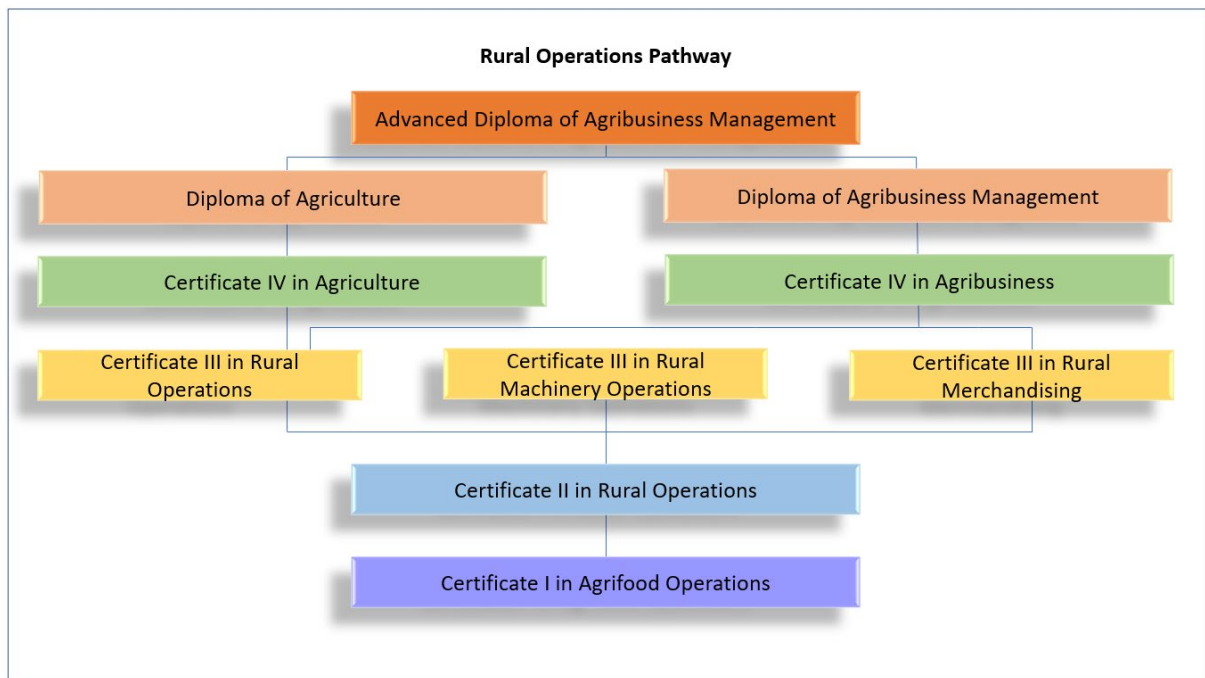 Rural Operations Pathway
Advanced Diploma of Agribusiness Management
Diploma of Agriculture
Diploma of Agribusiness Management
Certificate IV in Agriculture
Certificate IV in Agribusiness
Certificate III in Rural
Operations
Certificate III in Rural
Machinery Operations
Certificate III in Rural
Merchandising
Certificate II in Rural Operations
Certificate I in Agrifood Operations